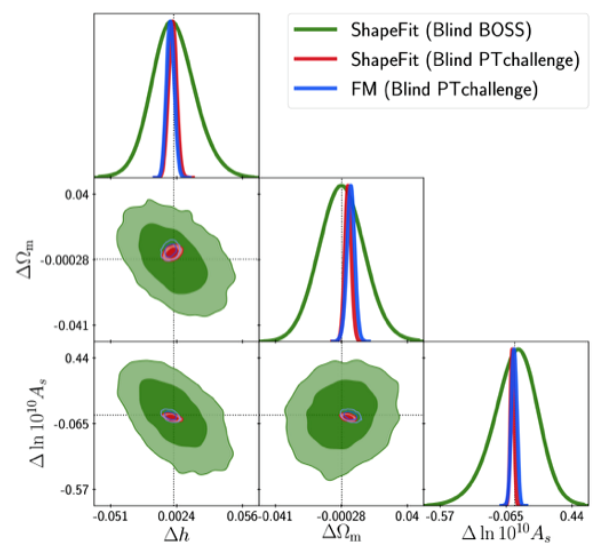 ShapeFit (Blind BOSS)
ShapeFit (Blind PTchallenge)
FM (Blind PTchallenge)
0.04
-0.00028
-0.041
ΔΩm
0.44
-0.065
-0.57
Δ ln 10^10 A_s
-0.051 0.0024 0.056
Δh
-0.041 -0.00028 0.04
ΔΩm
-0.57 -0.065 0.44
Δ ln 10^10 A_s